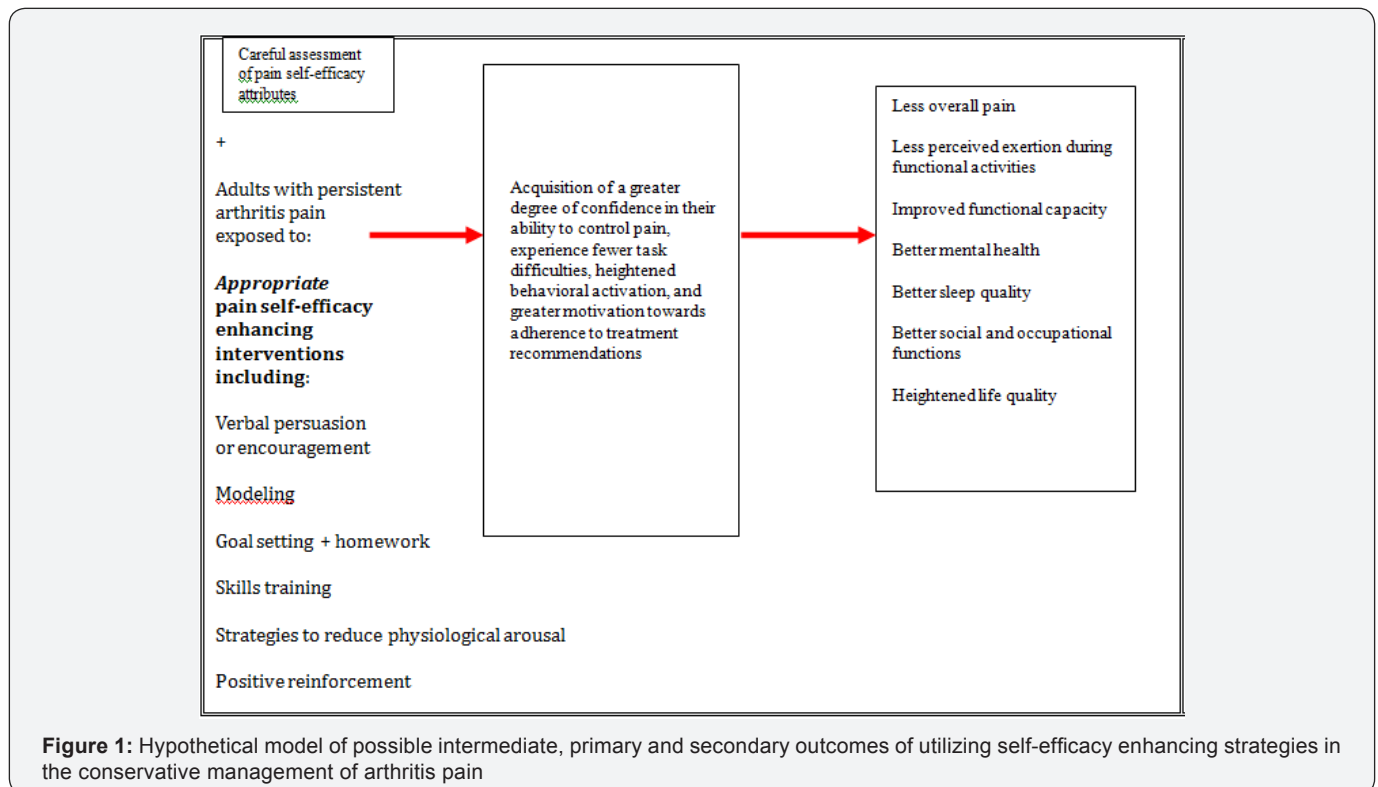 Careful assessment
of pain self-efficacy
attributes
+
Adults with persistent
arthritis pain
exposed to:
Appropriate
pain self-efficacy
enhancing
interventions
including:
Verbal persuasion
or encouragement
Modeling
Goal setting + homework
Skills training
Strategies to reduce physiological arousal
Positive reinforcement
Acquisition of a greater
degree of confidence in their
ability to control pain,
experience fewer task
difficulties, heightened
behavioral activation, and
greater motivation towards
adherence to treatment
recommendations
Less overall pain
Less perceived exertion during
functional activities
Improved functional capacity
Better mental health
Better sleep quality
Better social and occupational
functions
Heightened life quality
Figure 1: Hypothetical model of possible intermediate, primary and secondary outcomes of utilizing self-efficacy enhancing strategies in
the conservative management of arthritis pain